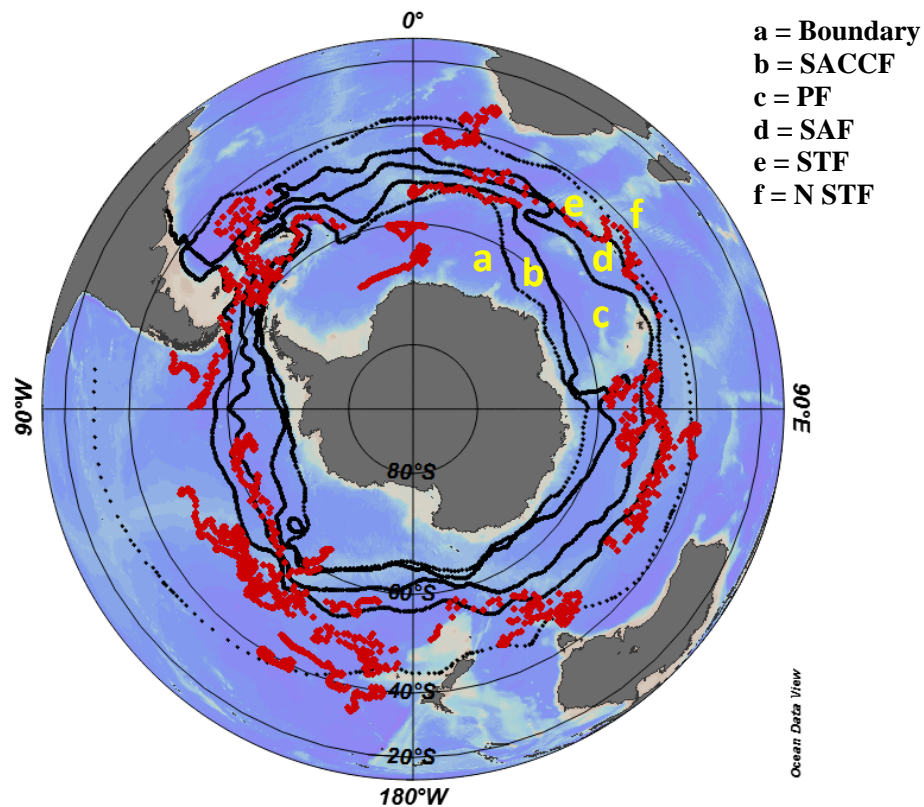 0°
a = Boundary
b = SACCF
c = PF
d = SAF
e = STF
f = N STF
e
f
a
b
d
c
90°W
90°E
80°S
60°S
40°S
20°S
180°W
Ocean Data View